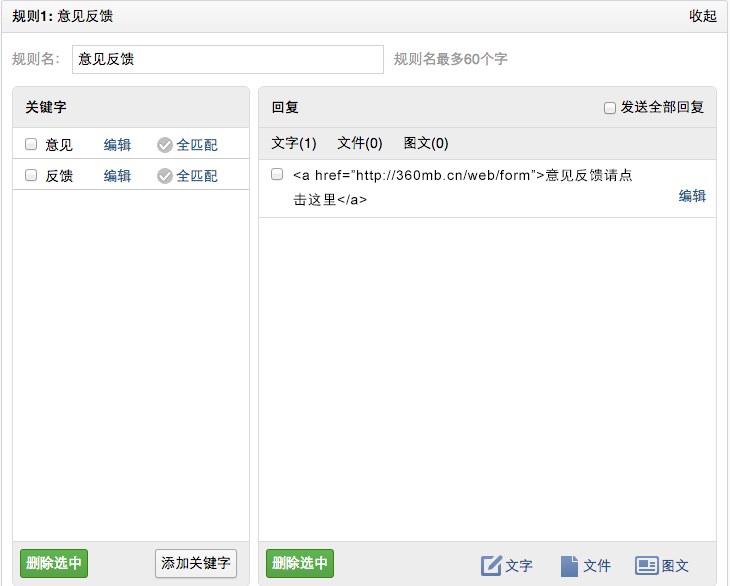 规则1: 意见反馈 收起
规则名： 意见反馈 规则名最多60个字
关键字
意见 编辑 全匹配
反馈 编辑 全匹配
删除选中 添加关键字
回复 发送全部回复
文字(1) 文件(0) 图文(0)
<a href="http://360mb.cn/web/form">意见反馈请点
击这里</a>
编辑
删除选中 文字 文件 图文